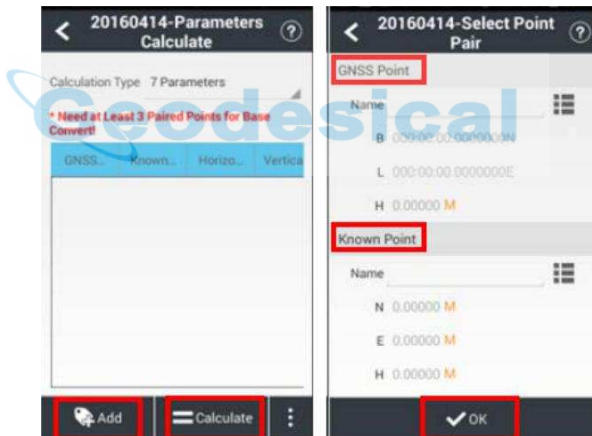 20160414-Parameters
Calculate
?
Calculation Type 7 Parameters
* Need at Least 3 Paired Points for Base
Convert!
GNSS... Known... Horizo... Vertica
Add
Calculate
20160414-Select Point
Pair
?
GNSS Point
Name
B 000:00:00.0000000N
L 000:00:00.0000000E
H 0.00000 M
Known Point
Name
N 0.00000 M
E 0.00000 M
H 0.00000 M
OK
Geodesical